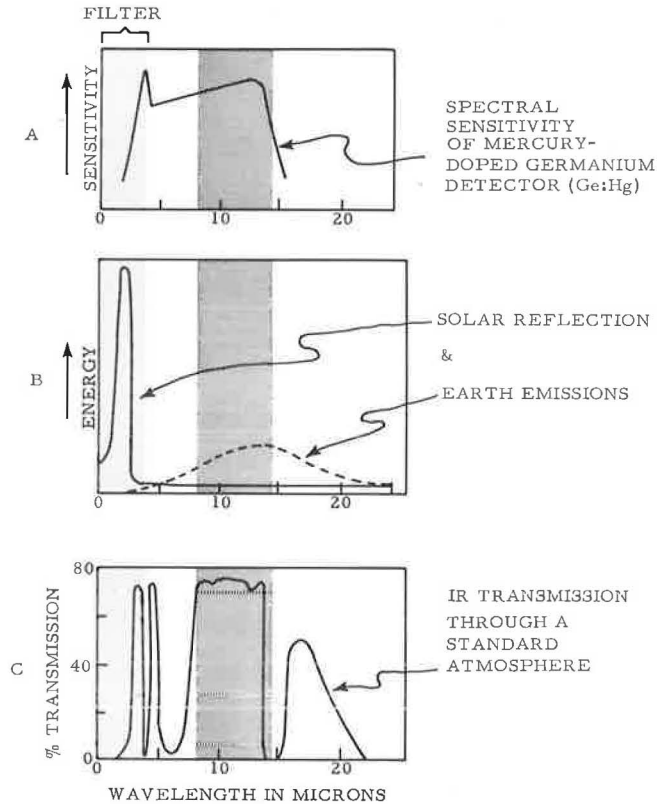 FILTER
A
SENSITIVITY
SPECTRAL
SENSITIVITY
OF MERCURY-
DOPED GERMANIUM
DETECTOR (Ge:Hg)
0 10 20
B
ENERGY
SOLAR REFLECTION
&
EARTH EMISSIONS
0 10 20
C
% TRANSMISSION
80
40
0
IR TRANSMISSION
THROUGH A
STANDARD
ATMOSPHERE
0 10 20
WAVELENGTH IN MICRONS